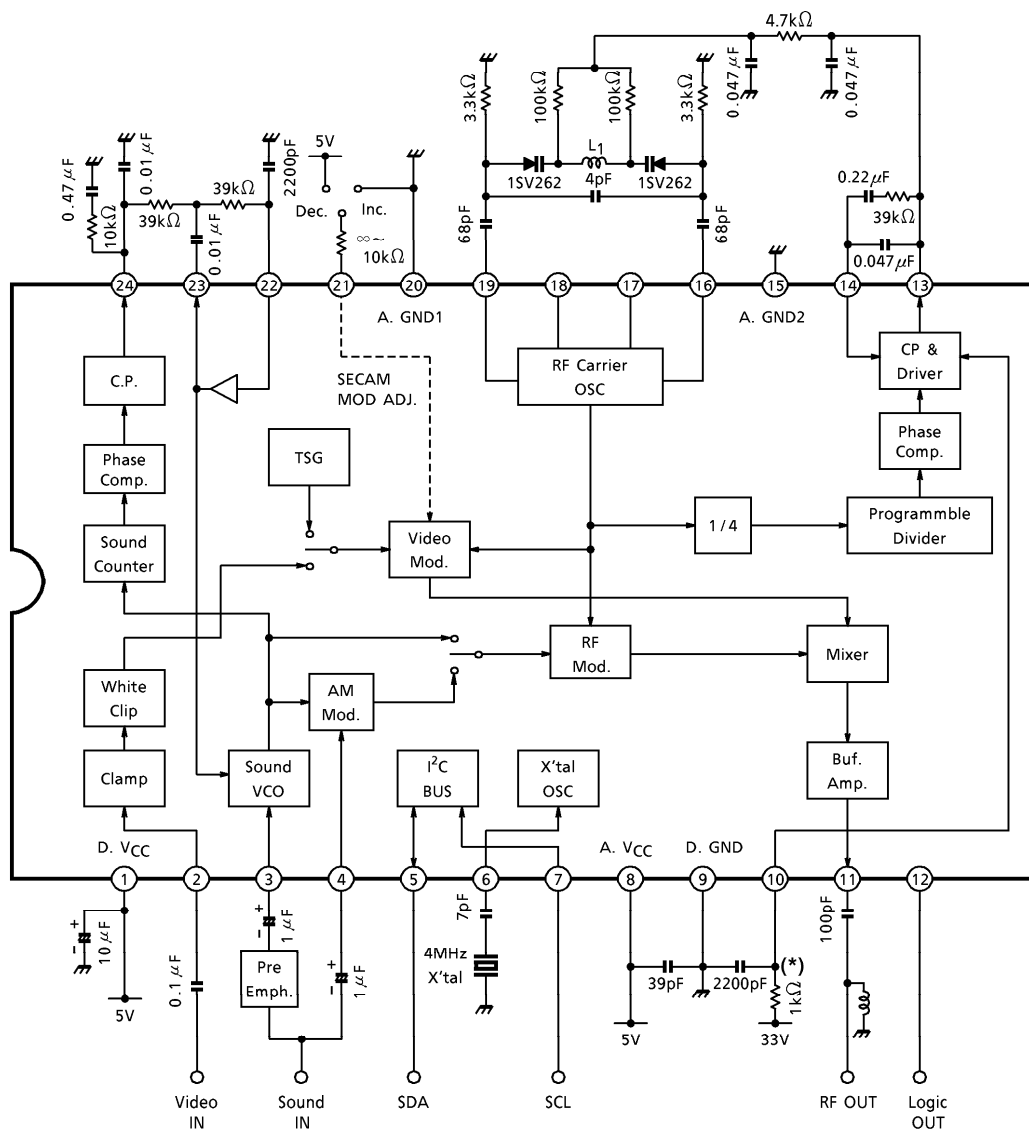 4.7kΩ
0.047μF
0.047μF
3.3kΩ
100kΩ
100kΩ
3.3kΩ
L1
1SV262
4pF
1SV262
68pF
68pF
0.47μF
10kΩ
0.01μF
39kΩ
39kΩ
0.01μF
2200pF
5V
Dec.
Inc.
∞~
10kΩ
0.22μF
39kΩ
0.047μF
24
23
22
21
20
19
18
17
16
15
14
13
A. GND1
A. GND2
C.P.
SECAM
MOD ADJ.
RF Carrier
OSC
CP &
Driver
Phase
Comp.
TSG
Phase
Comp.
Sound
Counter
Video
Mod.
1/4
Programmble
Divider
White
Clip
AM
Mod.
RF
Mod.
Mixer
Clamp
Sound
VCO
I2C
BUS
X'tal
OSC
Buf.
Amp.
D. VCC
A. VCC
D. GND
1
2
3
4
5
6
7
8
9
10
11
12
+
-
10μF
5V
0.1μF
+
-
1μF
Pre
Emph.
+
-
1μF
7pF
4MHz
X'tal
39pF
2200pF
(*)
1kΩ
5V
33V
100pF
Video
IN
Sound
IN
SDA
SCL
RF OUT
Logic
OUT